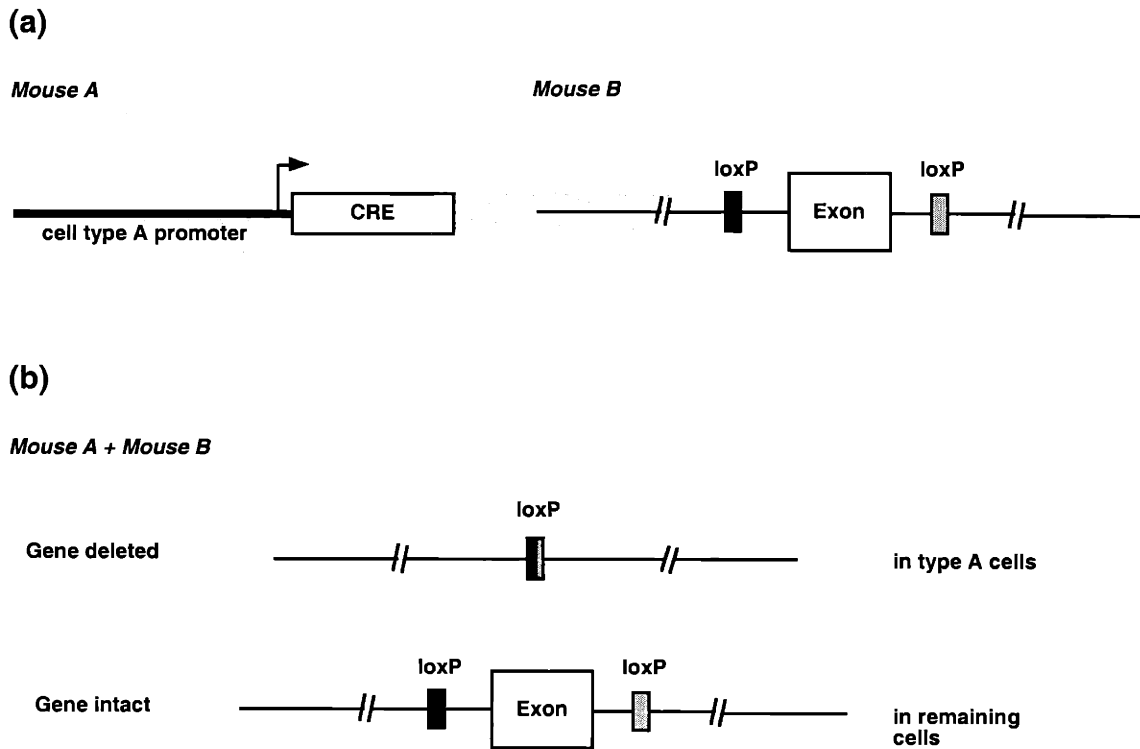 (a)
Mouse A
Mouse B
loxP
loxP
CRE
Exon
cell type A promoter
(b)
Mouse A + Mouse B
loxP
Gene deleted
in type A cells
loxP
loxP
Gene intact
Exon
in remaining
cells